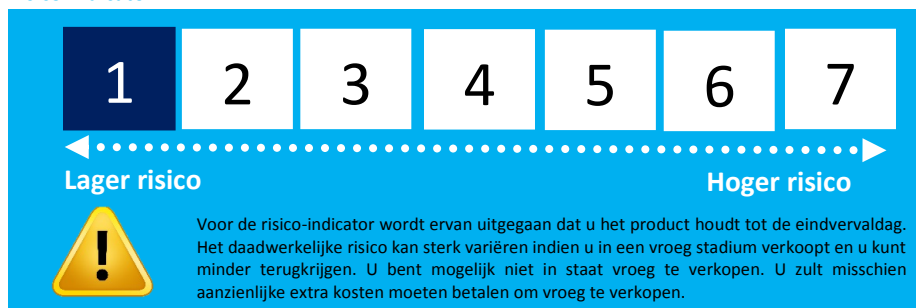 1 2 3 4 5 6 7
Lager risico Hoger risico
Voor de risico-indicator wordt ervan uitgegaan dat u het product houdt tot de eindvervaldag.
Het daadwerkelijke risico kan sterk variëren indien u in een vroeg stadium verkoopt en u kunt
minder terugkrijgen. U bent mogelijk niet in staat vroeg te verkopen. U zult misschien
aanzienlijke extra kosten moeten betalen om vroeg te verkopen.